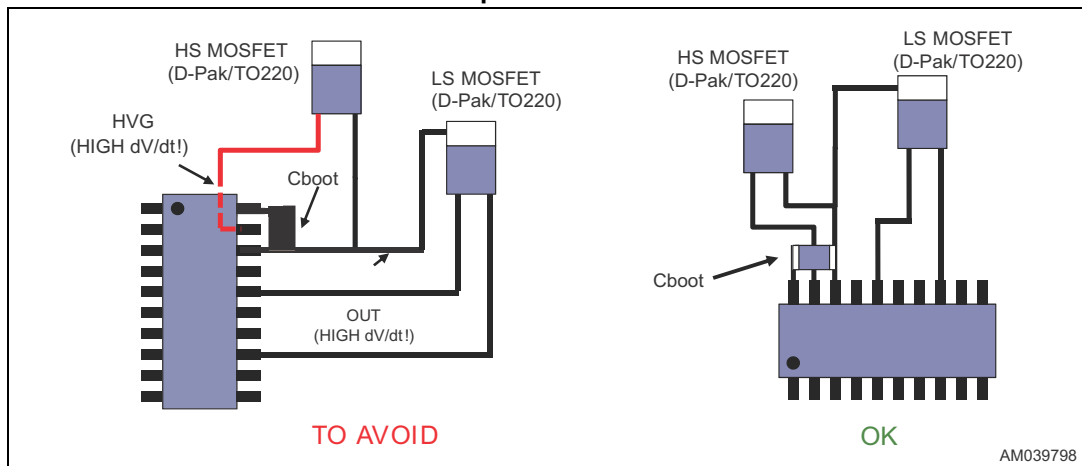 HS MOSFET
(D-Pak/TO220)
LS MOSFET
(D-Pak/TO220)
HVG
(HIGH dV/dt!)
Cboot
OUT
(HIGH dV/dt!)
TO AVOID
HS MOSFET
(D-Pak/TO220)
LS MOSFET
(D-Pak/TO220)
Cboot
OK
AM039798